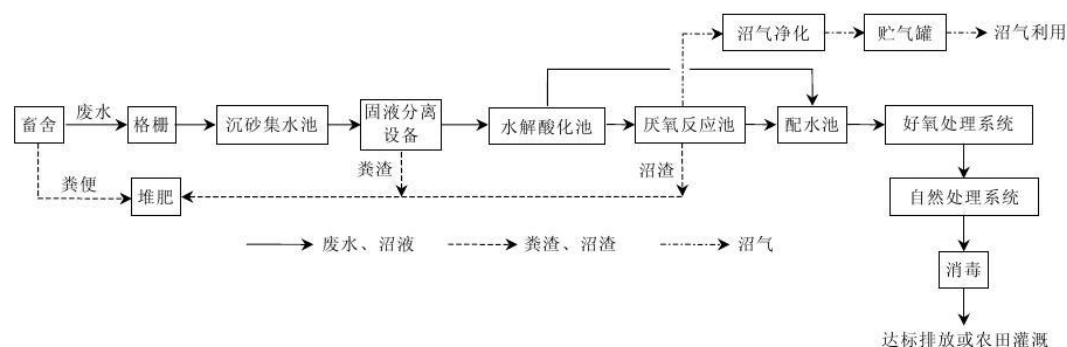 沼气净化
贮气罐
沼气利用
畜舍
废水
格栅
沉砂集水池
固液分离
设备
水解酸化池
厌氧反应池
配水池
好氧处理系统
粪便
堆肥
粪渣
沼渣
自然处理系统
废水、沼液
粪渣、沼渣
沼气
消毒
达标排放或农田灌溉